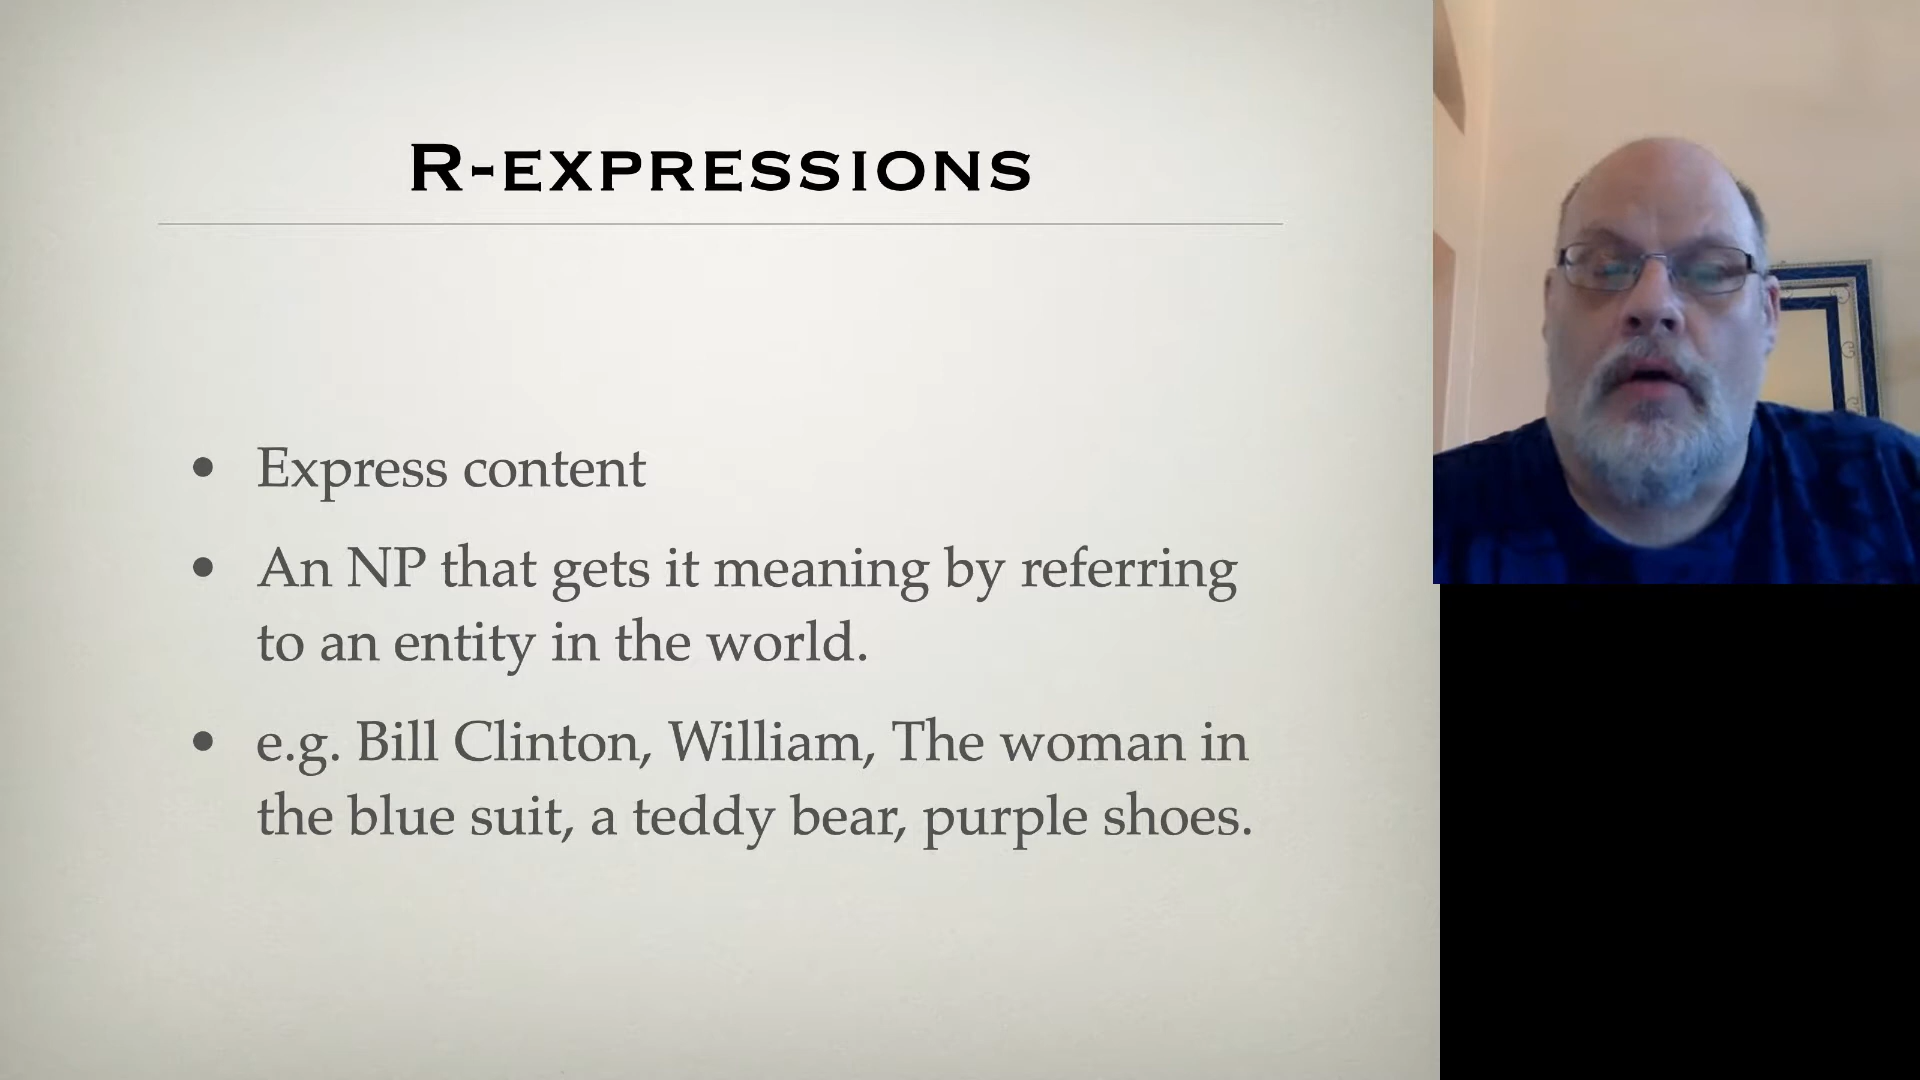 R-EXPRESSIONS
• Express content
• An NP that gets it meaning by referring
to an entity in the world.
• e.g. Bill Clinton, William, The woman in
the blue suit, a teddy bear, purple shoes.